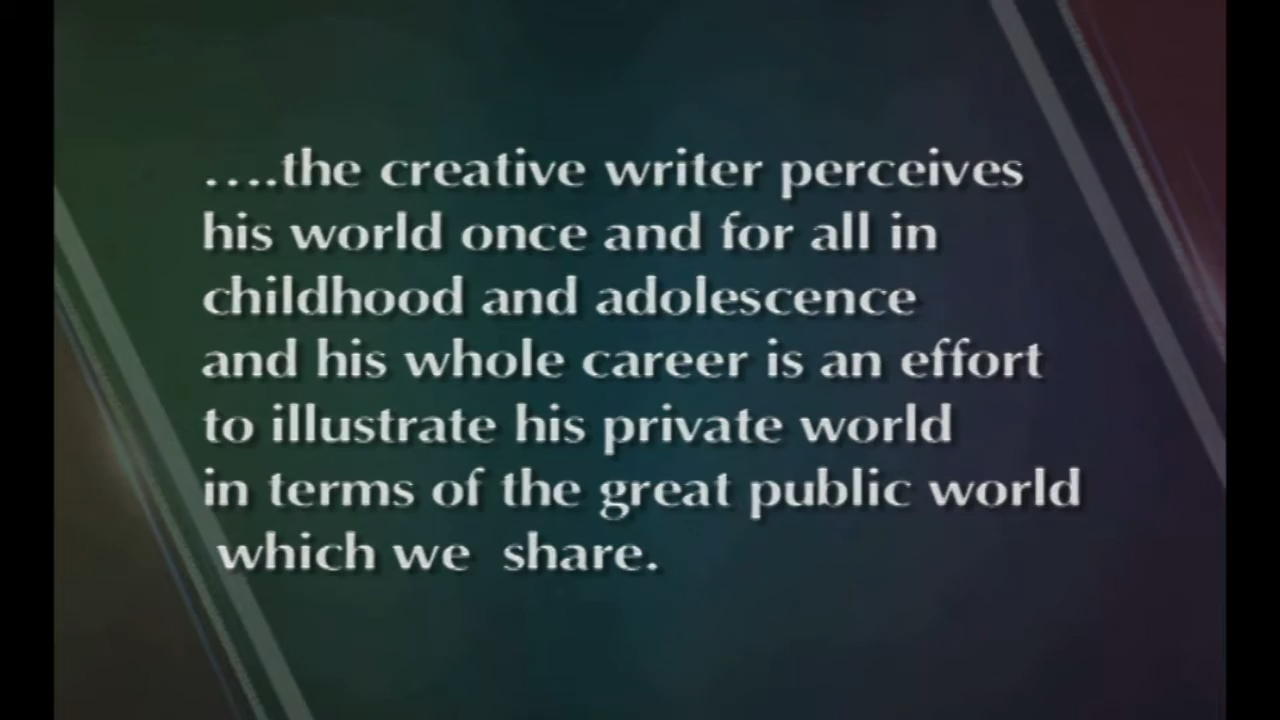 ....the creative writer perceives
his world once and for all in
childhood and adolescence
and his whole career is an effort
to illustrate his private world
in terms of the great public world
which we share.